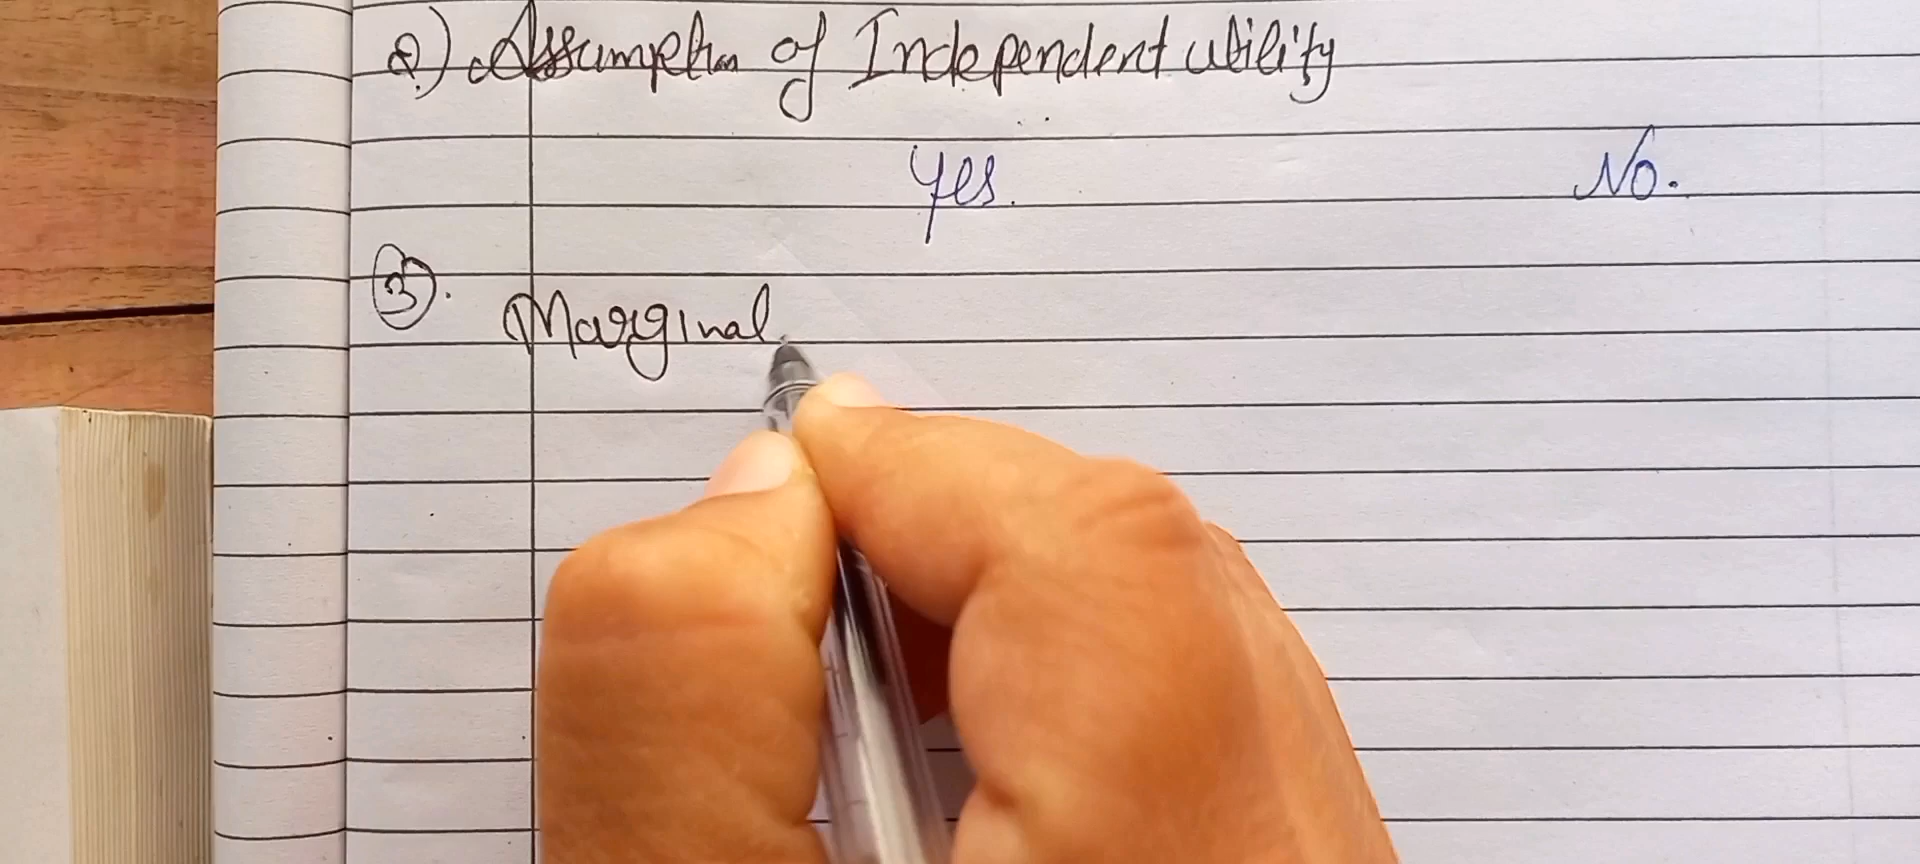 2) Assumption of Independent utility
Yes. No.
3. Marginal